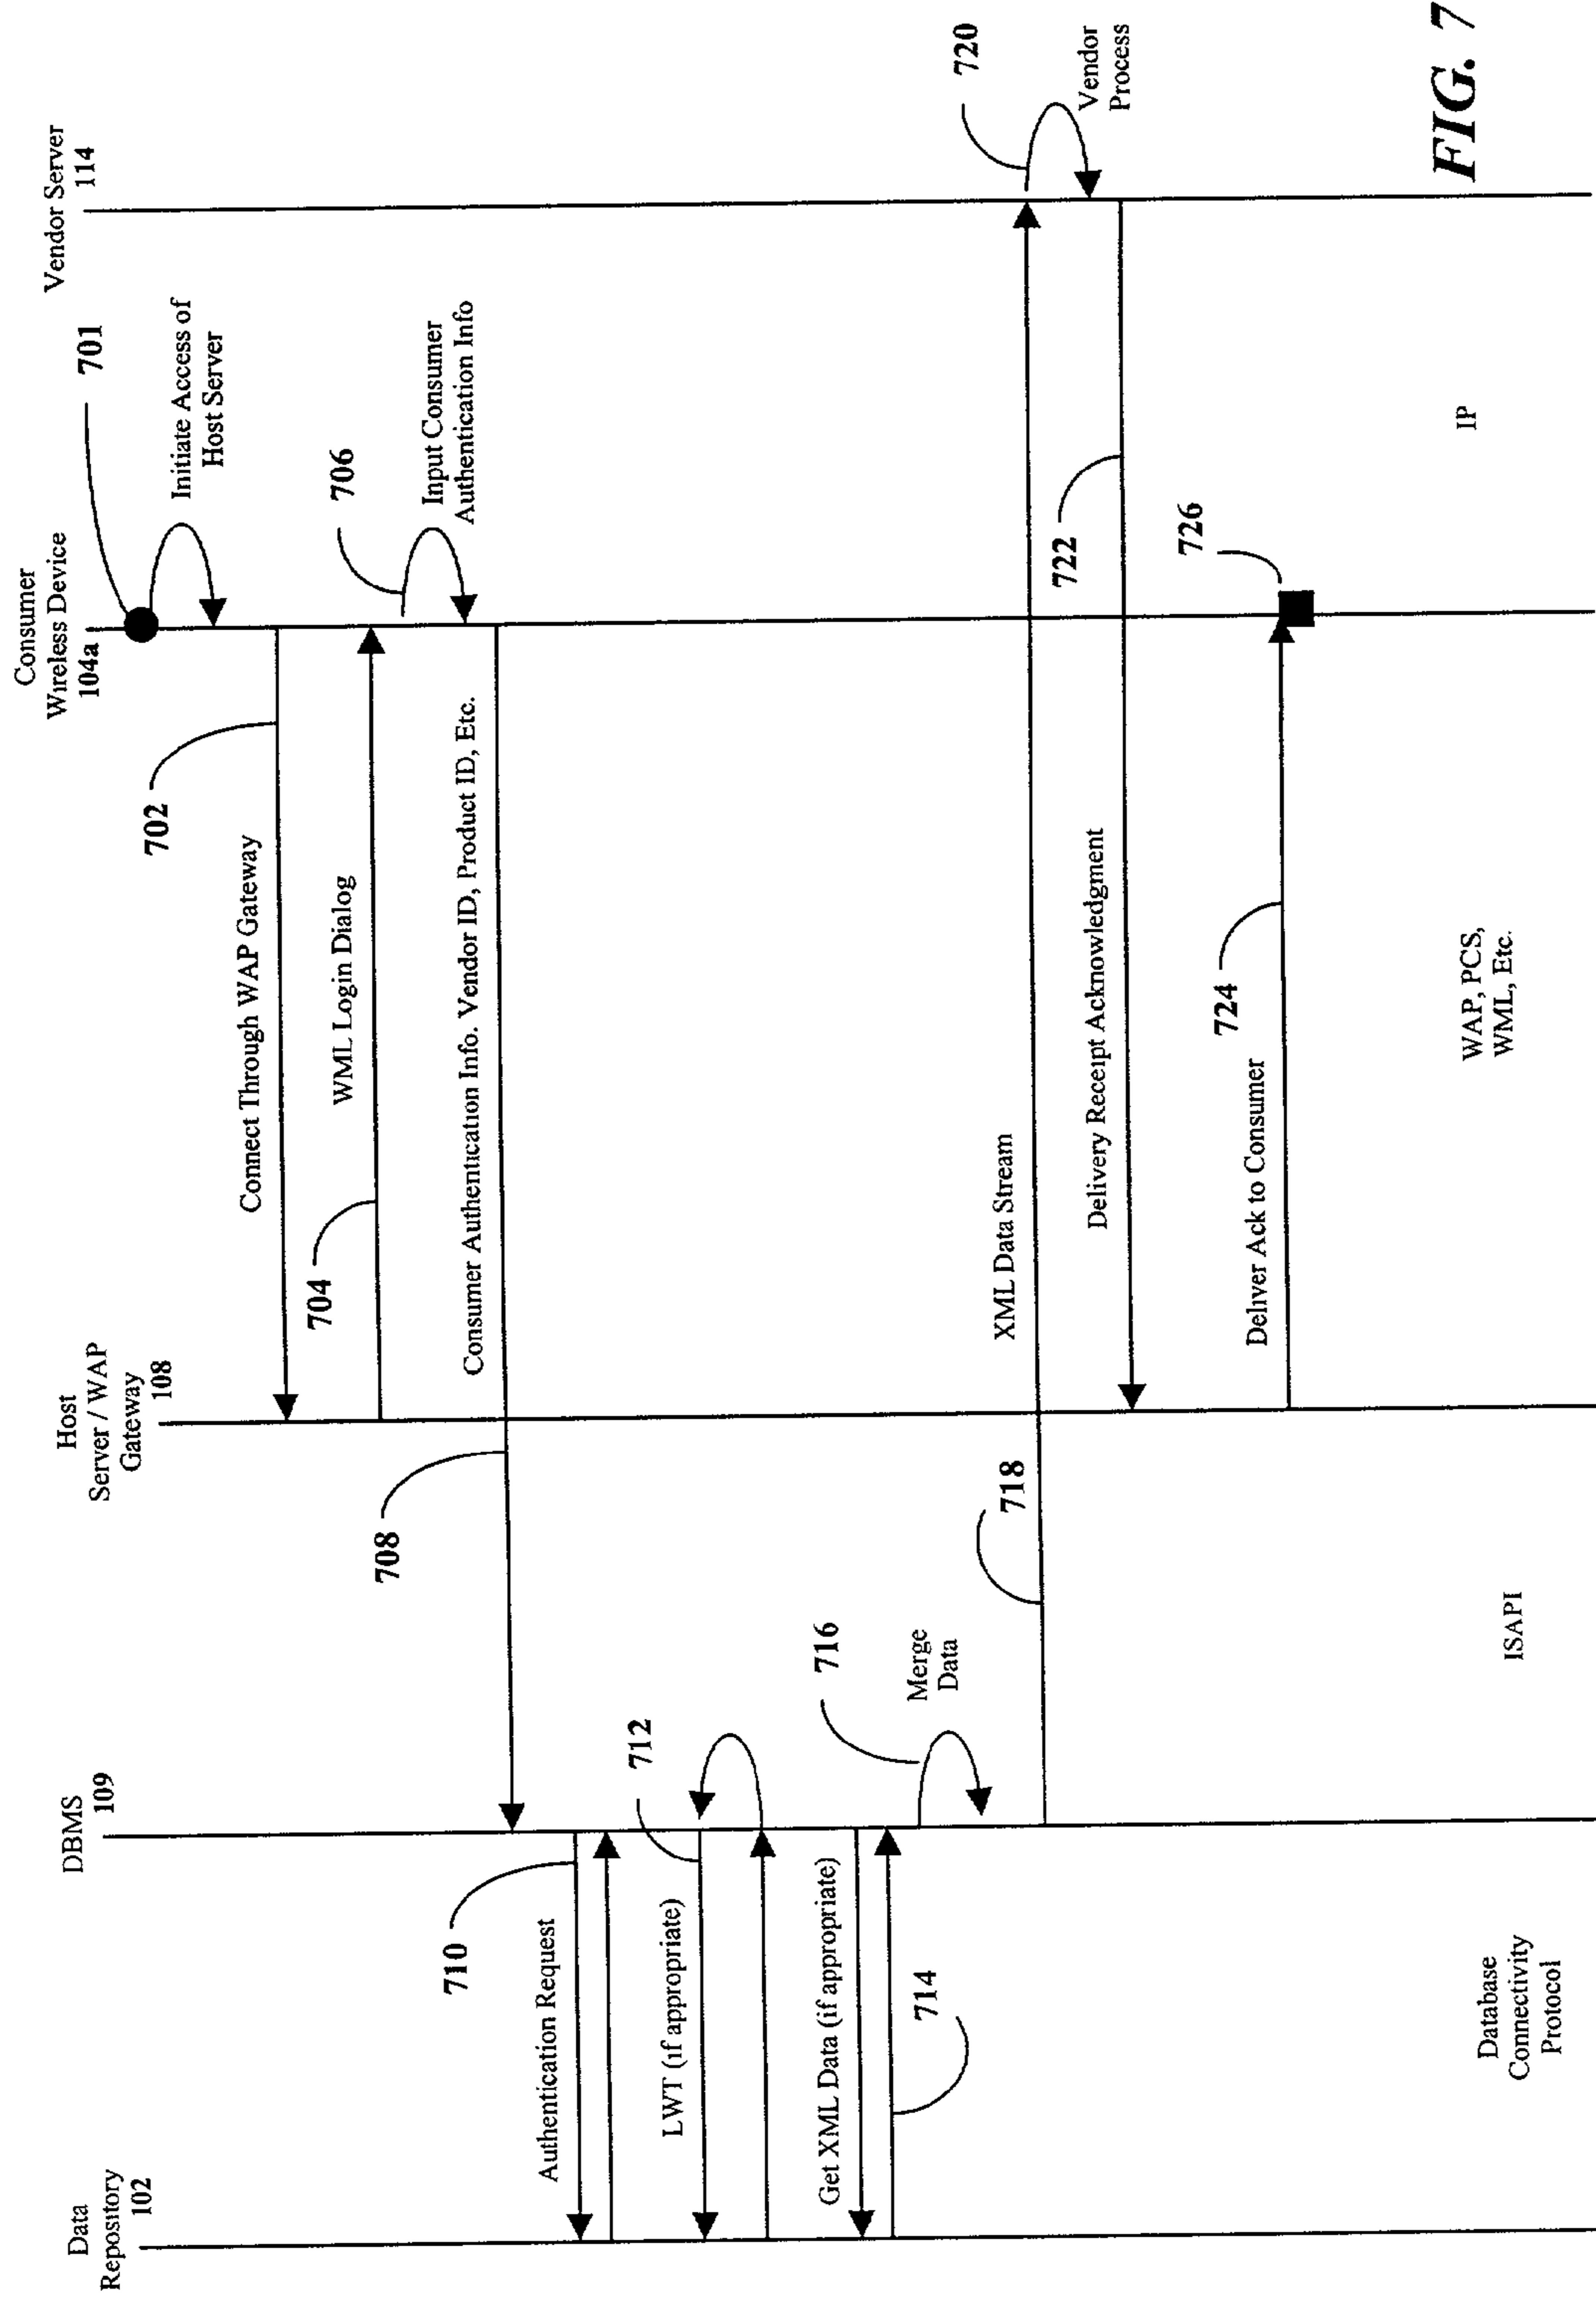 Data
Repository
102
DBMS
109
Host
Server / WAP
Gateway
108
Consumer
Wireless Device
104a
Vendor Server
114
701
Initiate Access of
Host Server
702
Connect Through WAP Gateway
704
WML Login Dialog
706
Input Consumer
Authentication Info
708
Consumer Authentication Info. Vendor ID, Product ID, Etc.
710
Authentication Request
712
LWT (if appropriate)
Get XML Data (if appropriate)
714
716
Merge
Data
718
XML Data Stream
720
Vendor
Process
722
Delivery Receipt Acknowledgment
724
Deliver Ack to Consumer
726
Database
Connectivity
Protocol
ISAPI
WAP, PCS,
WML, Etc.
IP
FIG. 7